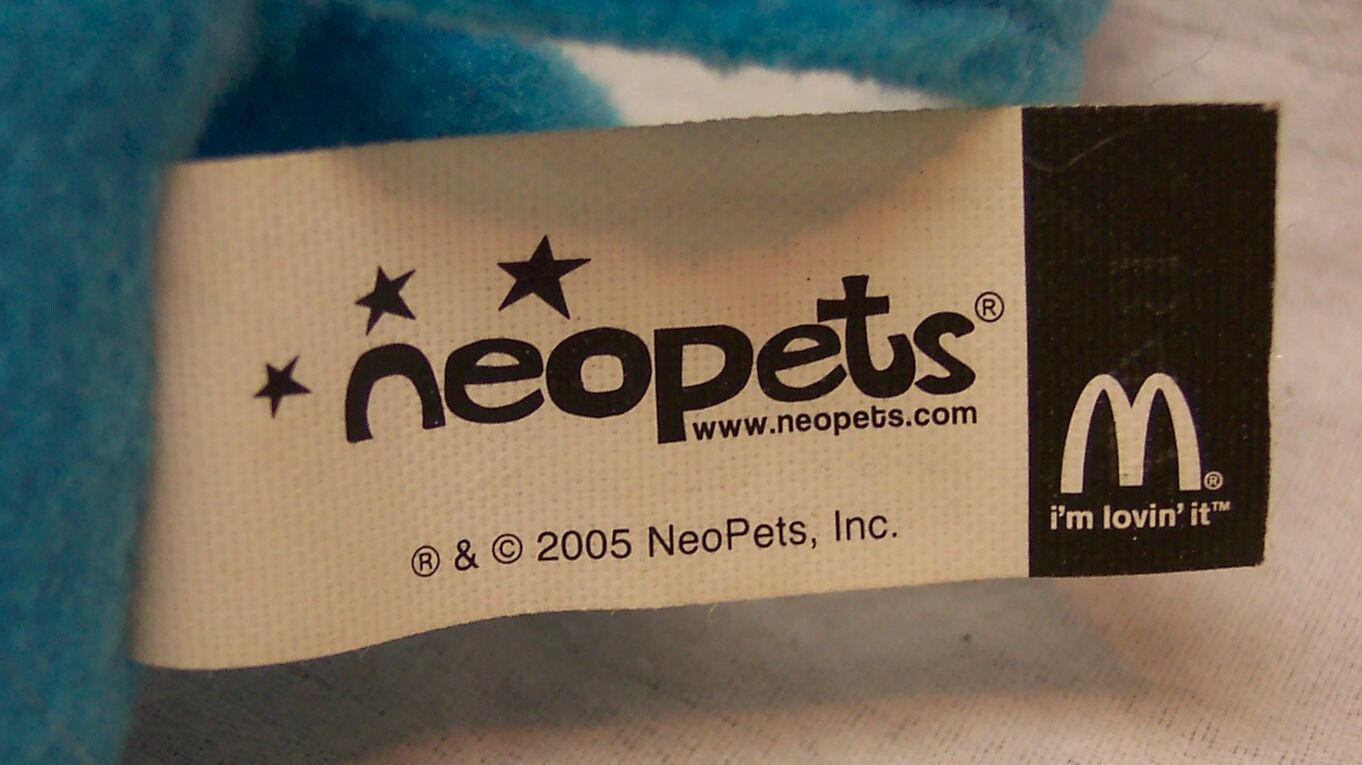 neopets®
www.neopets.com
® & © 2005 NeoPets, Inc.
M®
i'm lovin' it™